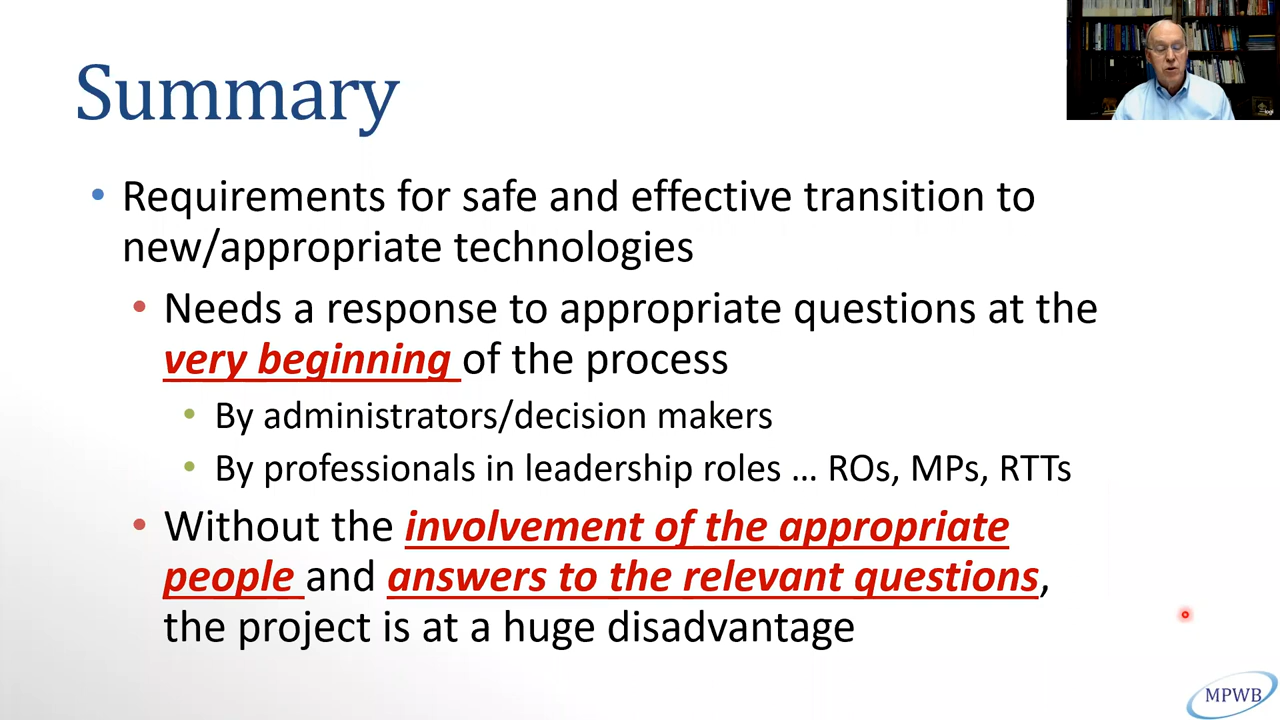 Summary
• Requirements for safe and effective transition to
new/appropriate technologies
• Needs a response to appropriate questions at the
very beginning of the process
• By administrators/decision makers
• By professionals in leadership roles … ROs, MPs, RTTs
• Without the involvement of the appropriate
people and answers to the relevant questions,
the project is at a huge disadvantage
MPWB